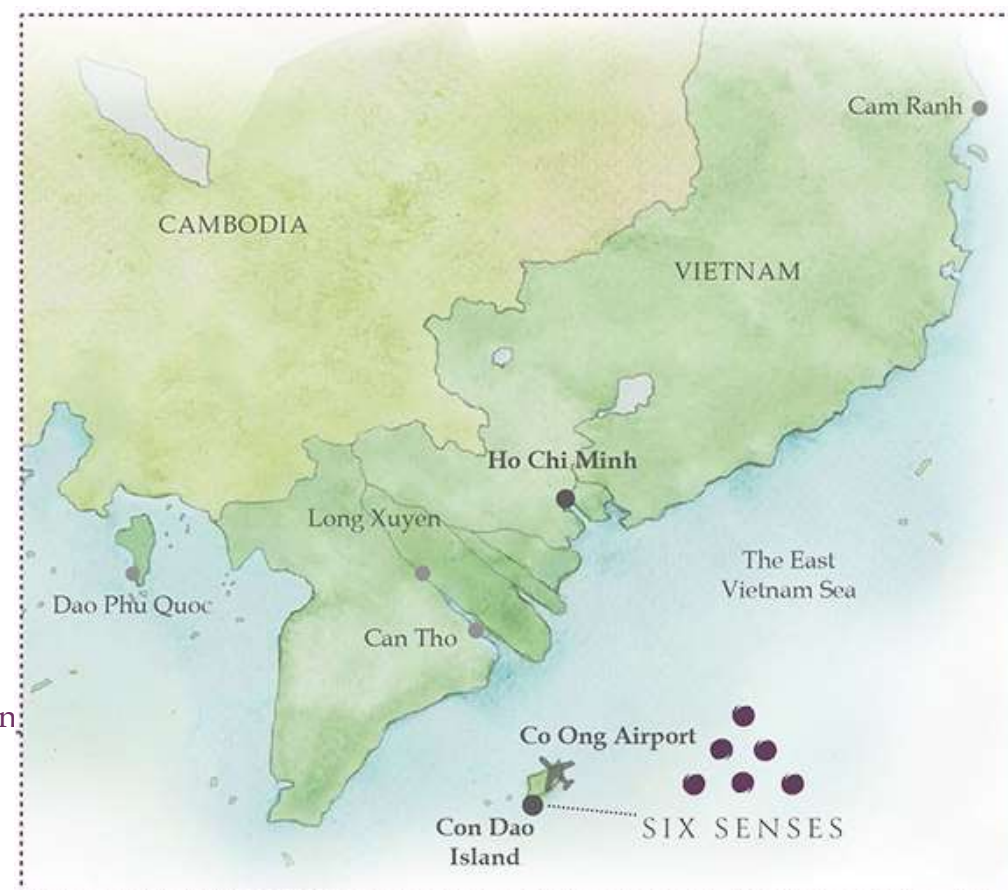 Cam Ranh
CAMBODIA
VIETNAM
Ho Chi Minh
Long Xuyen
The East
Vietnam Sea
Dao Phu Quoc
Can Tho
Co Ong Airport
Con Dao
Island
SIX SENSES